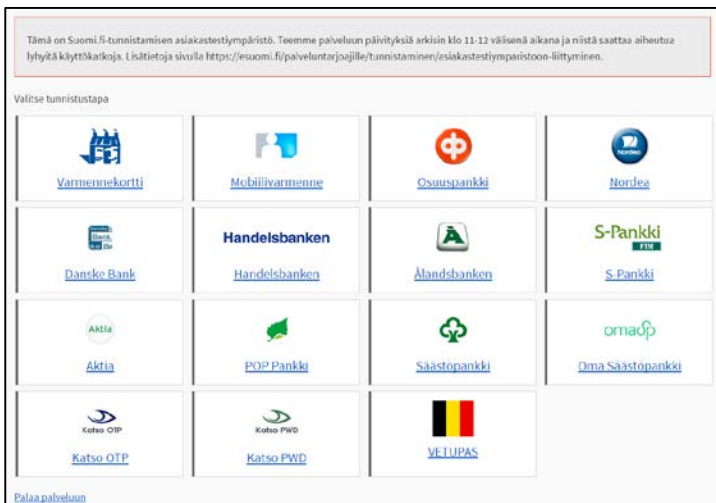 Tämä on Suomi.fi-tunnistamisen asiakastestiympäristö. Teemme palveluun päivityksiä arkisin klo 11-12 välisenä aikana ja niistä saattaa aiheutua
lyhyitä käyttökatkoja. Lisätietoja sivulla https://esuomi.fi/palveluntarjoajille/tunnistaminen/asiakastestiymparistoon-liittyminen.
Valitse tunnistustapa
Varmennekortti
Mobiilivarmenne
Osuuspankki
Nordea
Nordea
Danske Bank
Handelsbanken
Handelsbanken
Ålandsbanken
S-Pankki
FIM
S-Pankki
Aktia
Aktia
POP Pankki
Säästöpankki
omasp
Oma Säästöpankki
Katso OTP
Katso OTP
Katso PWD
Katso PWD
VETUPAS
Palaa palveluun